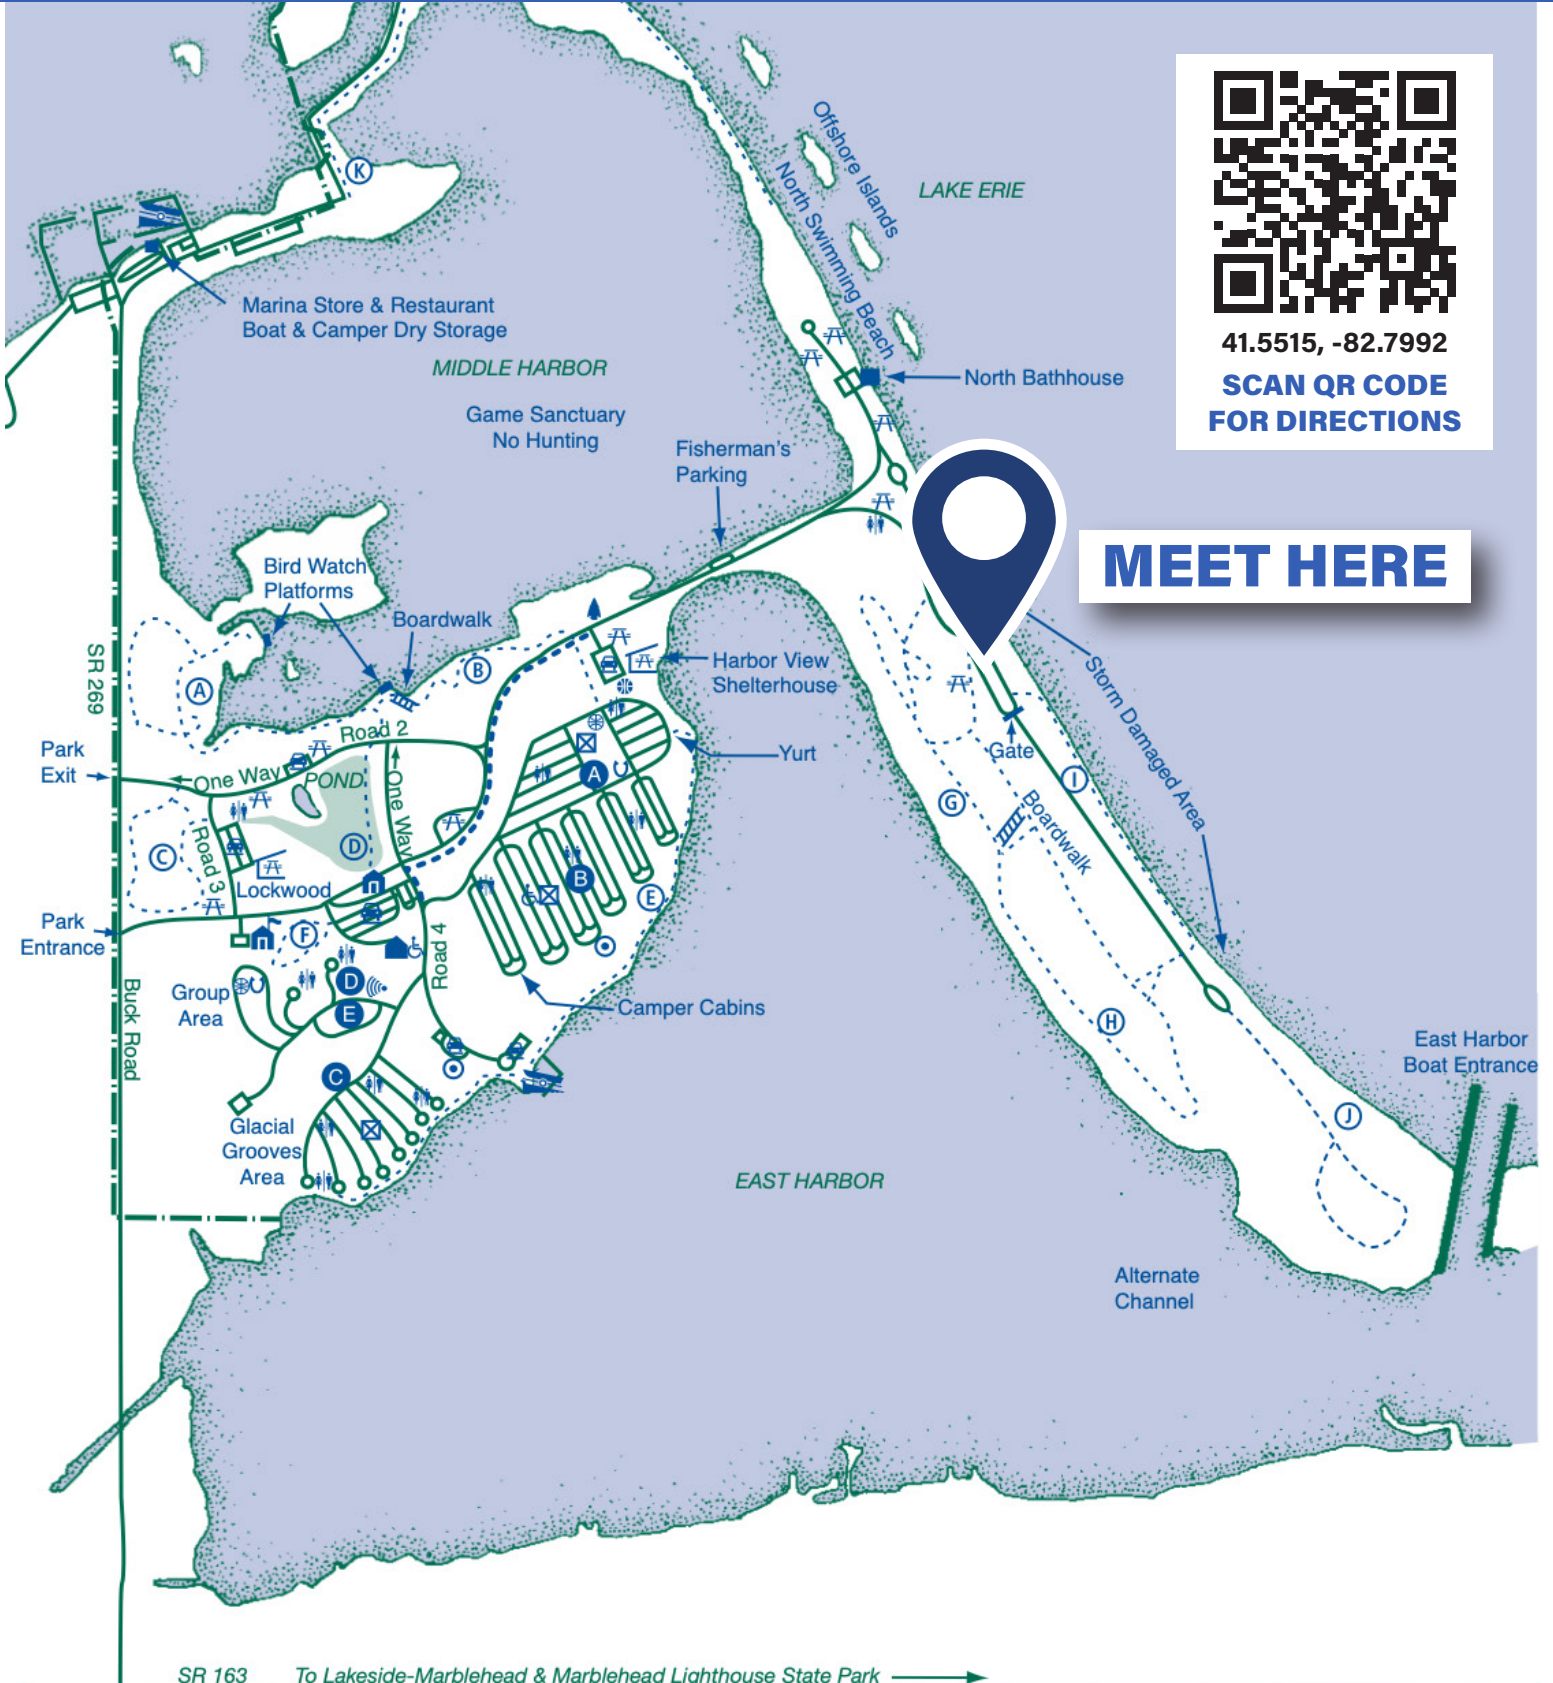 K
Offshore Islands
North Swimming Beach
LAKE ERIE
41.5515, -82.7992
SCAN QR CODE
FOR DIRECTIONS
Marina Store & Restaurant
Boat & Camper Dry Storage
MIDDLE HARBOR
Game Sanctuary
No Hunting
North Bathhouse
Fisherman's
Parking
MEET HERE
Bird Watch
Platforms
Boardwalk
B
A
SR 269
Harbor View
Shelterhouse
Storm Damaged Area
Road 2
Park
Exit
One Way
POND
One Way
Yurt
Gate
A
I
G
Boardwalk
Road 3
C
D
Lockwood
B
E
Park
Entrance
F
Road 4
D
E
Group
Area
Buck Road
Camper Cabins
H
C
East Harbor
Boat Entrance
J
Glacial
Grooves
Area
EAST HARBOR
Alternate
Channel
SR 163
To Lakeside-Marblehead & Marblehead Lighthouse State Park